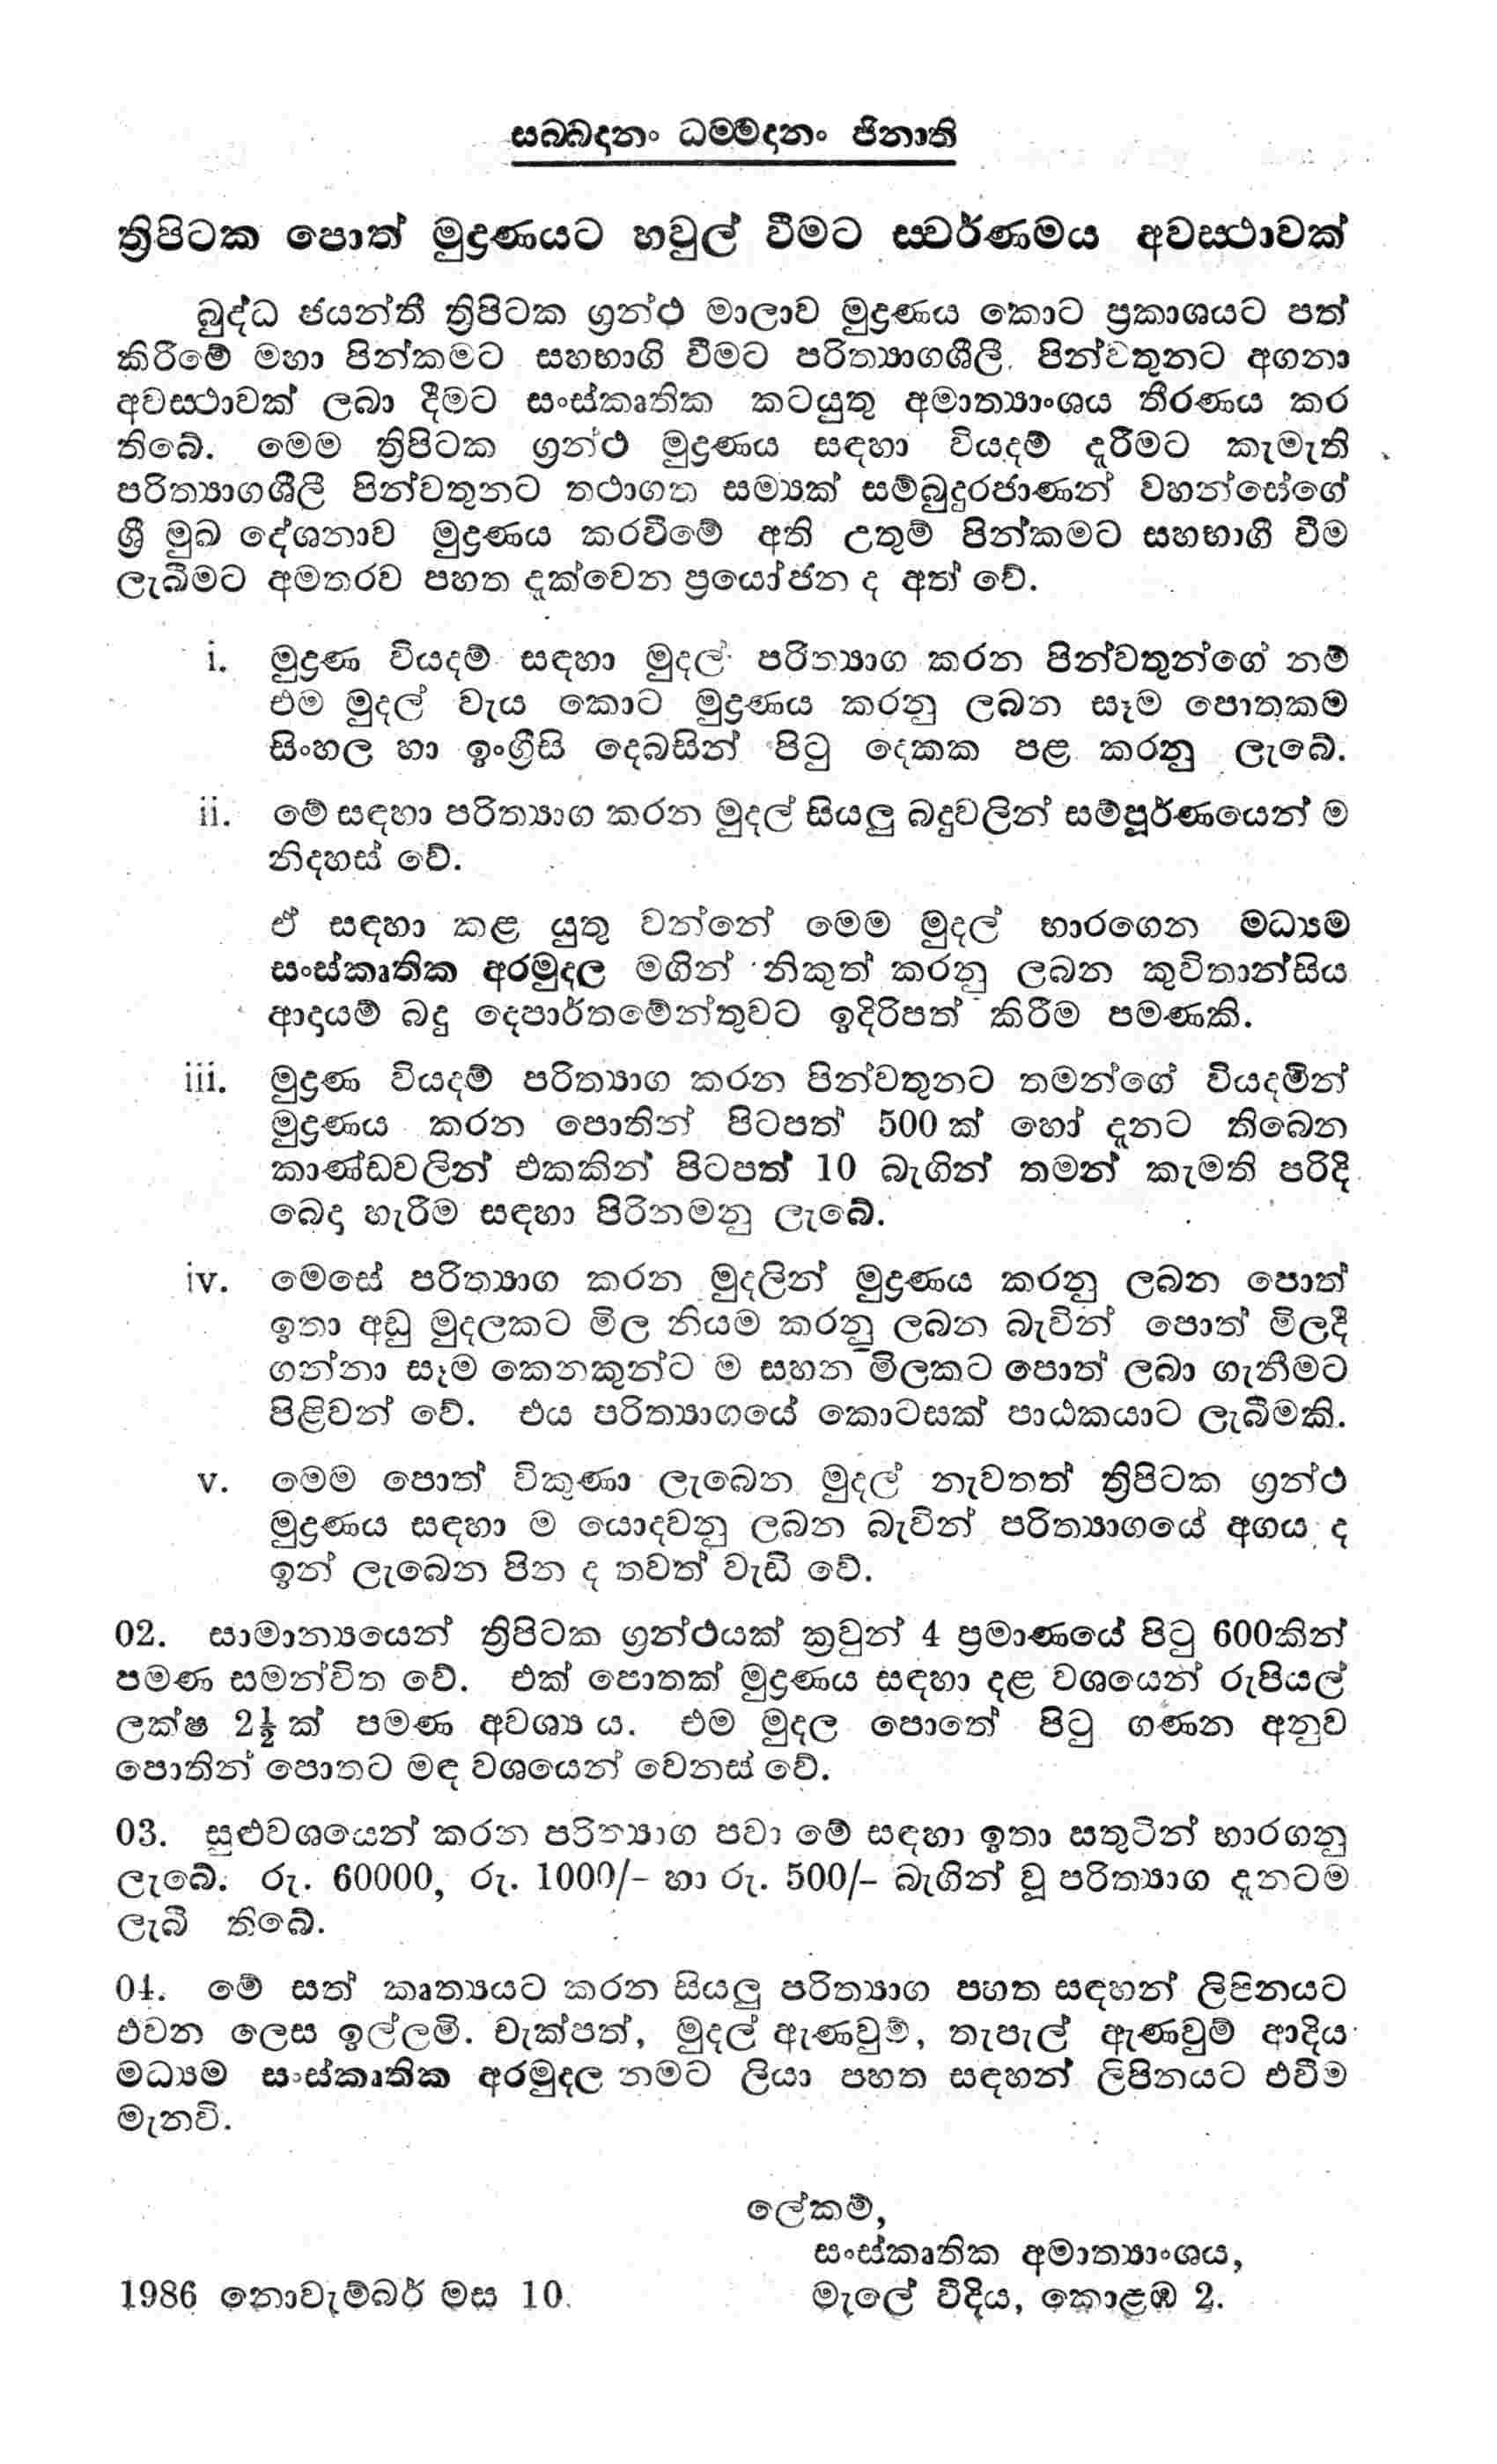 සබ්බදානං ධම්මදානං ජිනාති
ත්‍රිපිටක පොත් මුද්‍රණයට හවුල් වීමට ස්වර්ණමය අවස්ථාවක්
බුද්ධ ජයන්තී ත්‍රිපිටක ග්‍රන්ථ මාලාව මුද්‍රණය කොට ප්‍රකාශයට පත්
කිරීමේ මහා පින්කමට සහභාගි වීමට පරිත්‍යාගශීලී පින්වතුනට අගනා
අවස්ථාවක් ලබා දීමට සංස්කෘතික කටයුතු අමාත්‍යාංශය තීරණය කර
තිබේ. මෙම ත්‍රිපිටක ග්‍රන්ථ මුද්‍රණය සඳහා වියදම් දැරීමට කැමැති
පරිත්‍යාගශීලී පින්වතුනට තථාගත සම්‍යක් සම්බුදුරජාණන් වහන්සේගේ
ශ්‍රී මුඛ දේශනාව මුද්‍රණය කරවීමේ අති උතුම් පින්කමට සහභාගී වීම
ලැබීමට අමතරව පහත දැක්වෙන ප්‍රයෝජන ද අත් වේ.
i. මුද්‍රණ වියදම් සඳහා මුදල් පරිත්‍යාග කරන පින්වතුන්ගේ නම්
එම මුදල් වැය කොට මුද්‍රණය කරනු ලබන සෑම පොතකම
සිංහල හා ඉංග්‍රීසි දෙබසින් පිටු දෙකක පළ කරනු ලැබේ.
ii. මේ සඳහා පරිත්‍යාග කරන මුදල් සියලු බදුවලින් සම්පූර්ණයෙන් ම
නිදහස් වේ.
ඒ සඳහා කළ යුතු වන්නේ මෙම මුදල් භාරගෙන මධ්‍යම
සංස්කෘතික අරමුදල මගින් නිකුත් කරනු ලබන කුවිතාන්සිය
ආදායම් බදු දෙපාර්තමේන්තුවට ඉදිරිපත් කිරීම පමණකි.
iii. මුද්‍රණ වියදම් පරිත්‍යාග කරන පින්වතුනට තමන්ගේ වියදමින්
මුද්‍රණය කරන පොතින් පිටපත් 500 ක් හෝ දැනට තිබෙන
කාණ්ඩවලින් එකකින් පිටපත් 10 බැගින් තමන් කැමති පරිදි
බෙදා හැරීම සඳහා පිරිනමනු ලැබේ.
iv. මෙසේ පරිත්‍යාග කරන මුදලින් මුද්‍රණය කරනු ලබන පොත්
ඉතා අඩු මුදලකට මිල නියම කරනු ලබන බැවින් පොත් මිලදී
ගන්නා සෑම කෙනකුන්ට ම සහන මිලකට පොත් ලබා ගැනීමට
පිළිවන් වේ. එය පරිත්‍යාගයේ කොටසක් පාඨකයාට ලැබීමකි.
v. මෙම පොත් විකුණා ලැබෙන මුදල් නැවතත් ත්‍රිපිටක ග්‍රන්ථ
මුද්‍රණය සඳහා ම යොදවනු ලබන බැවින් පරිත්‍යාගයේ අගය ද
ඉන් ලැබෙන පින ද තවත් වැඩි වේ.
02. සාමාන්‍යයෙන් ත්‍රිපිටක ග්‍රන්ථයක් ක්‍රවුන් 4 ප්‍රමාණයේ පිටු 600කින්
පමණ සමන්විත වේ. එක් පොතක් මුද්‍රණය සඳහා දළ වශයෙන් රුපියල්
ලක්ෂ 2½ ක් පමණ අවශ්‍ය ය. එම මුදල පොතේ පිටු ගණන අනුව
පොතින් පොතට මඳ වශයෙන් වෙනස් වේ.
03. සුළුවශයෙන් කරන පරිත්‍යාග පවා මේ සඳහා ඉතා සතුටින් භාරගනු
ලැබේ. රු. 60000, රු. 1000/- හා රු. 500/- බැගින් වූ පරිත්‍යාග දැනටම
ලැබී තිබේ.
04. මේ සත් කෘත්‍යයට කරන සියලු පරිත්‍යාග පහත සඳහන් ලිපිනයට
එවන ලෙස ඉල්ලමි. චැක්පත්, මුදල් ඇණවුම්, තැපැල් ඇණවුම් ආදිය
මධ්‍යම සංස්කෘතික අරමුදල නමට ලියා පහත සඳහන් ලිපිනයට එවීම
මැනවි.
ලේකම්,
සංස්කෘතික අමාත්‍යාංශය,
1986 නොවැම්බර් මස 10. මැලේ වීදිය, කොළඹ 2.